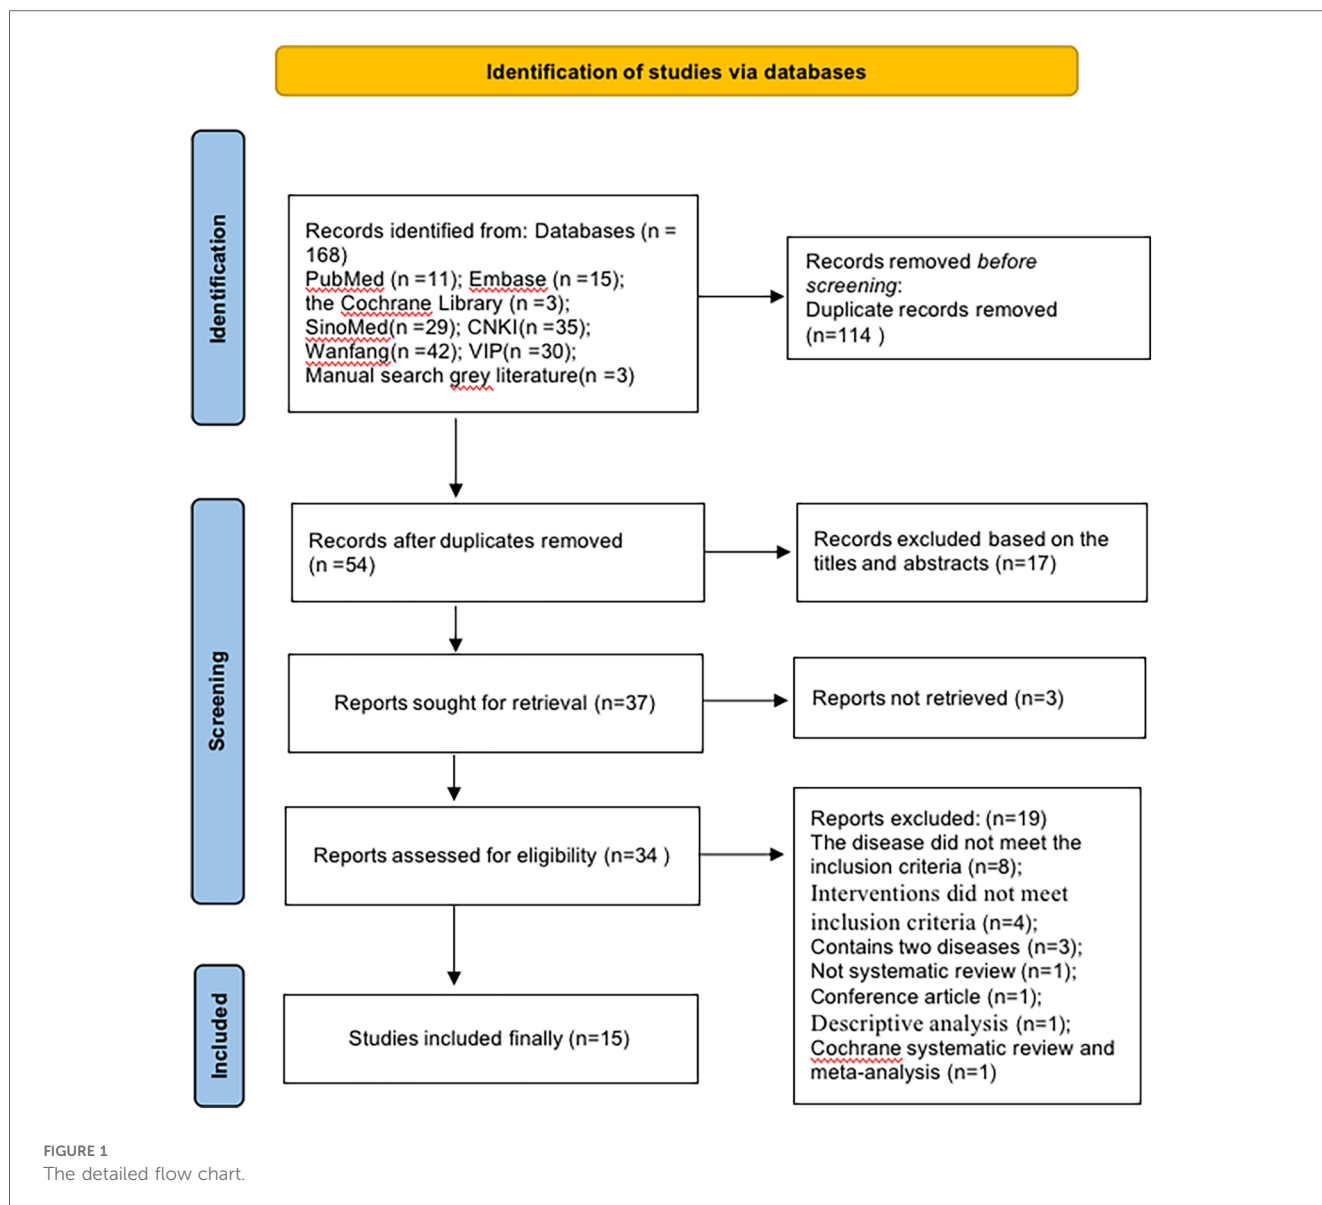 Identification of studies via databases
Identification
Records identified from: Databases (n =
168)
PubMed (n =11); Embase (n =15);
the Cochrane Library (n =3);
SinoMed(n =29); CNKI(n =35);
Wanfang(n =42); VIP(n =30);
Manual search grey literature(n =3)
Records removed before
screening:
Duplicate records removed
(n=114 )
Screening
Records after duplicates removed
(n =54)
Records excluded based on the
titles and abstracts (n=17)
Reports sought for retrieval (n=37)
Reports not retrieved (n=3)
Reports assessed for eligibility (n=34 )
Reports excluded: (n=19)
The disease did not meet the
inclusion criteria (n=8);
Interventions did not meet
inclusion criteria (n=4);
Contains two diseases (n=3);
Not systematic review (n=1);
Conference article (n=1);
Descriptive analysis (n=1);
Cochrane systematic review and
meta-analysis (n=1)
Included
Studies included finally (n=15)
FIGURE 1
The detailed flow chart.